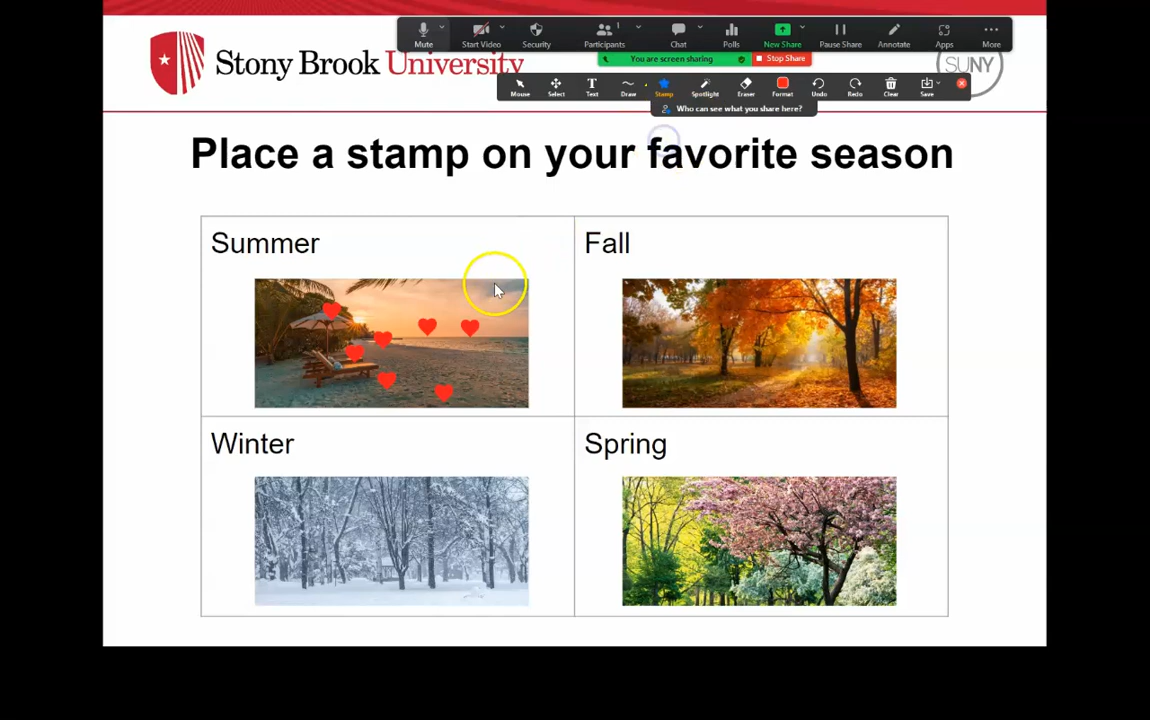 Mute Start Video Security Participants 1 Chat Polls New Share Pause Share Annotate Apps More
Stony Brook University
You are screen sharing Stop Share
SUNY
Mouse Select Text Draw Stamp Spotlight Eraser Format Undo Redo Clear Save
Who can see what you share here?
Place a stamp on your favorite season
Summer
Fall
Winter
Spring